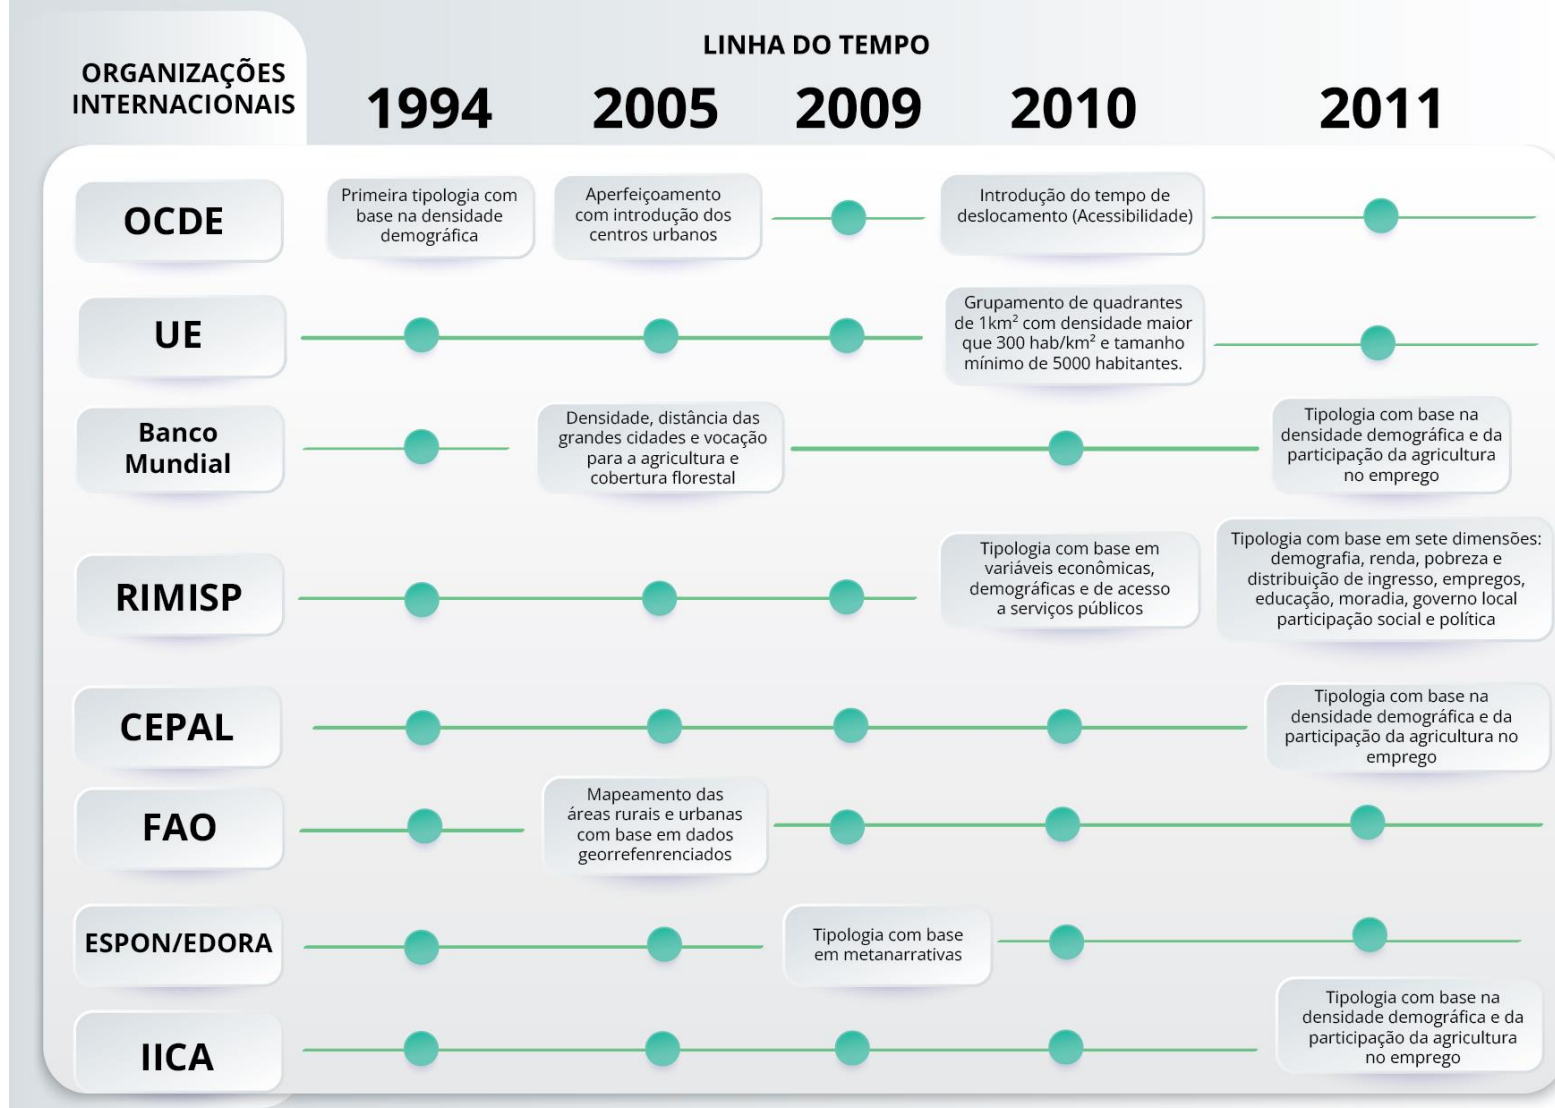 LINHA DO TEMPO
ORGANIZAÇÕES
INTERNACIONAIS
1994
2005
2009
2010
2011
OCDE
Primeira tipologia com
base na densidade
demográfica
Aperfeiçoamento
com introdução dos
centros urbanos
Introdução do tempo de
deslocamento (Acessibilidade)
UE
Grupamento de quadrantes
de 1km² com densidade maior
que 300 hab/km² e tamanho
mínimo de 5000 habitantes.
Banco
Mundial
Densidade, distância das
grandes cidades e vocação
para a agricultura e
cobertura florestal
Tipologia com base na
densidade demográfica e da
participação da agricultura
no emprego
RIMISP
Tipologia com base em
variáveis econômicas,
demográficas e de acesso
a serviços públicos
Tipologia com base em sete dimensões:
demografia, renda, pobreza e
distribuição de ingresso, empregos,
educação, moradia, governo local
participação social e política
CEPAL
Tipologia com base na
densidade demográfica e da
participação da agricultura no
emprego
FAO
Mapeamento das
áreas rurais e urbanas
com base em dados
georrefenrenciados
ESPON/EDORA
Tipologia com base
em metanarrativas
IICA
Tipologia com base na
densidade demográfica e da
participação da agricultura
no emprego